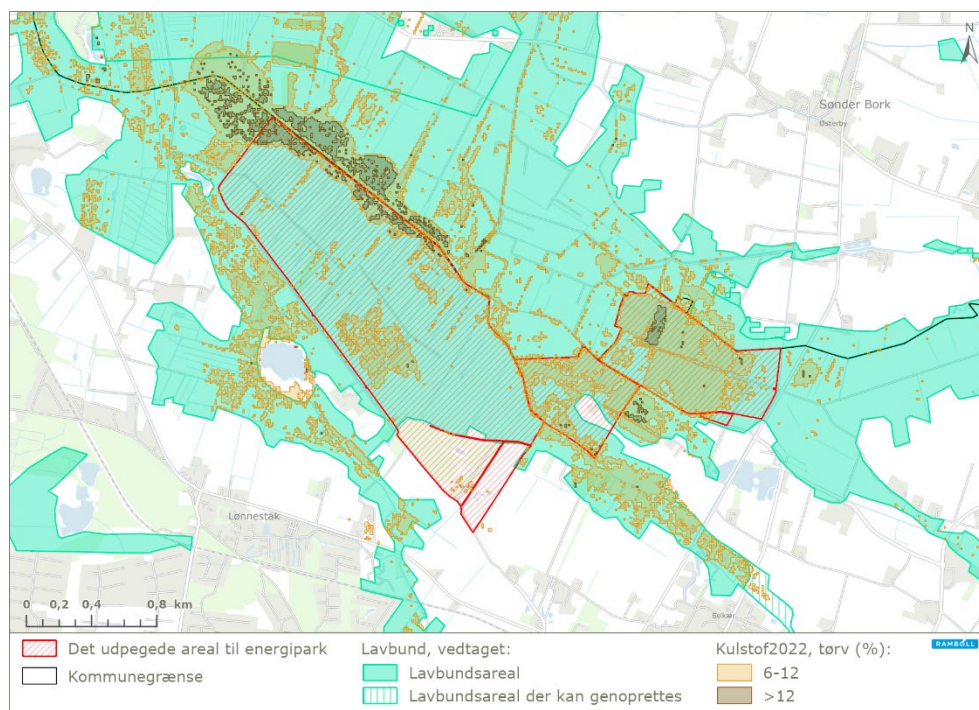 N
Sønder Bork
Østerby
Lønnestak
Bolkær
0 0,2 0,4 0,8 km
Det udpegede areal til energipark
Kommunegrænse
Lavbund, vedtaget:
Lavbundsareal
Lavbundsareal der kan genoprettes
Kulstof2022, tørv (%):
6-12
>12
RAMBOLL